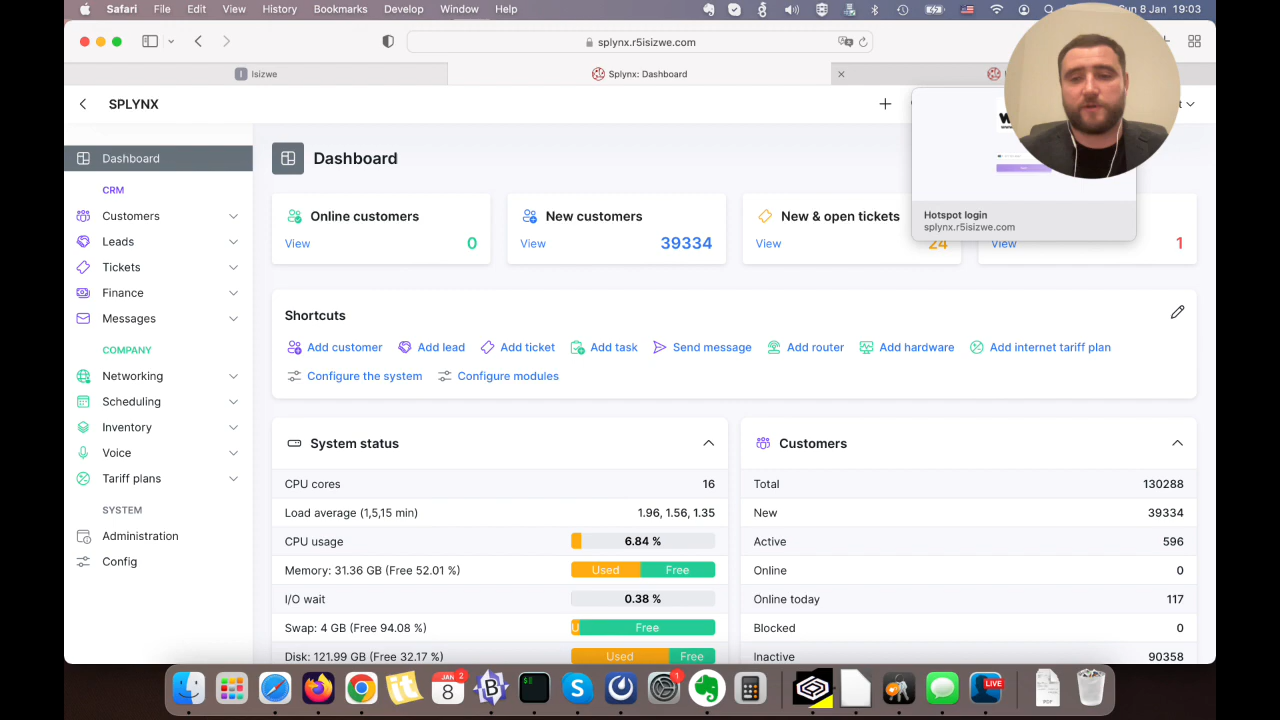 Safari File Edit View History Bookmarks Develop Window Help Sun 8 Jan 19:03
splynx.r5isizwe.com
I Isizwe
Splynx: Dashboard
SPLYNX
Hotspot login
splynx.r5isizwe.com
Dashboard
CRM
Customers
Leads
Tickets
Finance
Messages
COMPANY
Networking
Scheduling
Inventory
Voice
Tariff plans
SYSTEM
Administration
Config
Dashboard
Online customers
View 0
New customers
View 39334
New & open tickets
View 24
View 1
Shortcuts
Add customer Add lead Add ticket Add task Send message Add router Add hardware Add internet tariff plan
Configure the system Configure modules
System status
CPU cores 16
Load average (1,5,15 min) 1.96, 1.56, 1.35
CPU usage 6.84 %
Memory: 31.36 GB (Free 52.01 %) Used Free
I/O wait 0.38 %
Swap: 4 GB (Free 94.08 %) U Free
Disk: 121.99 GB (Free 32.17 %) Used Free
Customers
Total 130288
New 39334
Active 596
Online 0
Online today 117
Blocked 0
Inactive 90358
JAN 2
8
1
LIVE
PDF